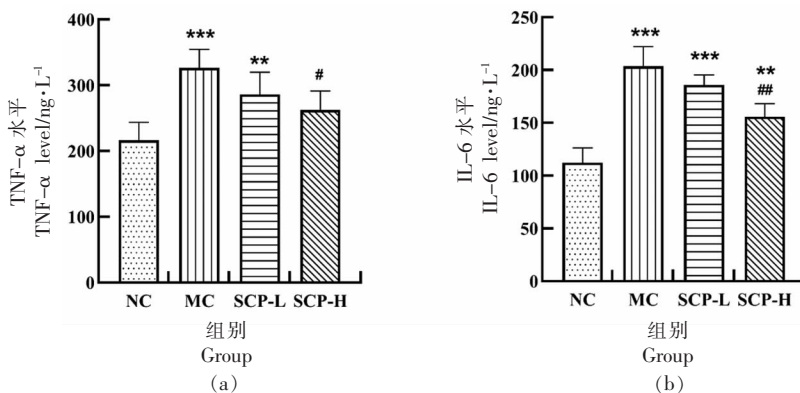 TNF-α 水平
TNF-α level/ng·L⁻¹
400
300
200
100
0
***
**
#
NC MC SCP-L SCP-H
组别
Group
(a)
IL-6 水平
IL-6 level/ng·L⁻¹
250
200
150
100
50
0
***
***
**
##
NC MC SCP-L SCP-H
组别
Group
(b)